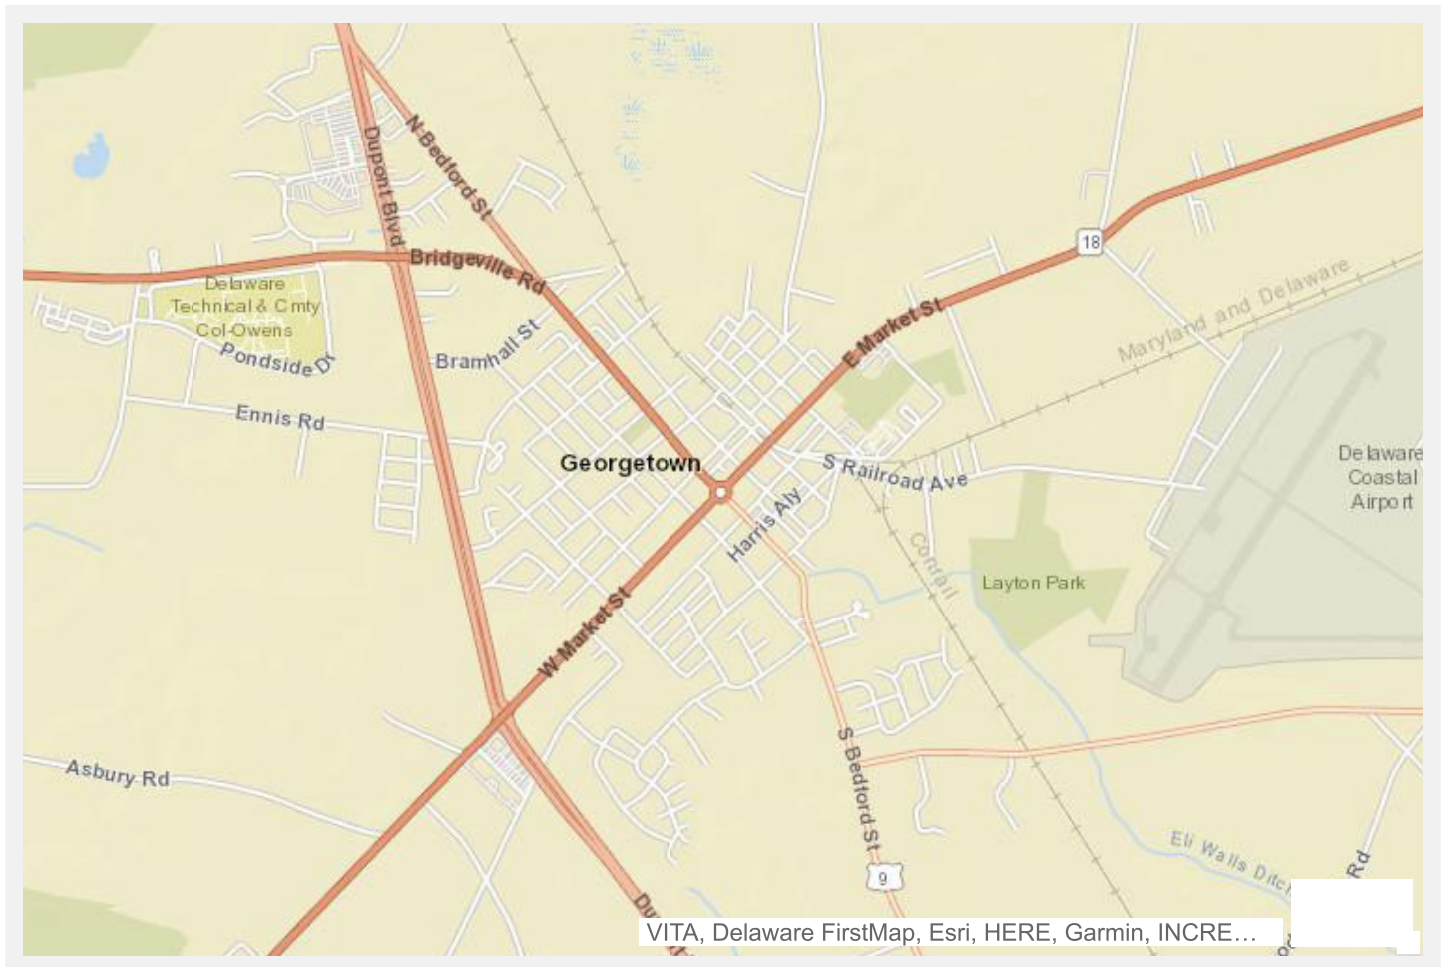 N Bedford St
Dupont Blvd
18
Bridgeville Rd
Maryland and Delaware
Delaware
Technical & Cmty
Col-Owens
E Market St
Bramhall St
Pondside Dr
Ennis Rd
Georgetown
S Railroad Ave
Delaware
Coastal
Airport
Harris Aly
Conrail
Layton Park
W Market St
S Bedford St
Asbury Rd
Eli Walls Ditch
Rd
9
VITA, Delaware FirstMap, Esri, HERE, Garmin, INCRE…